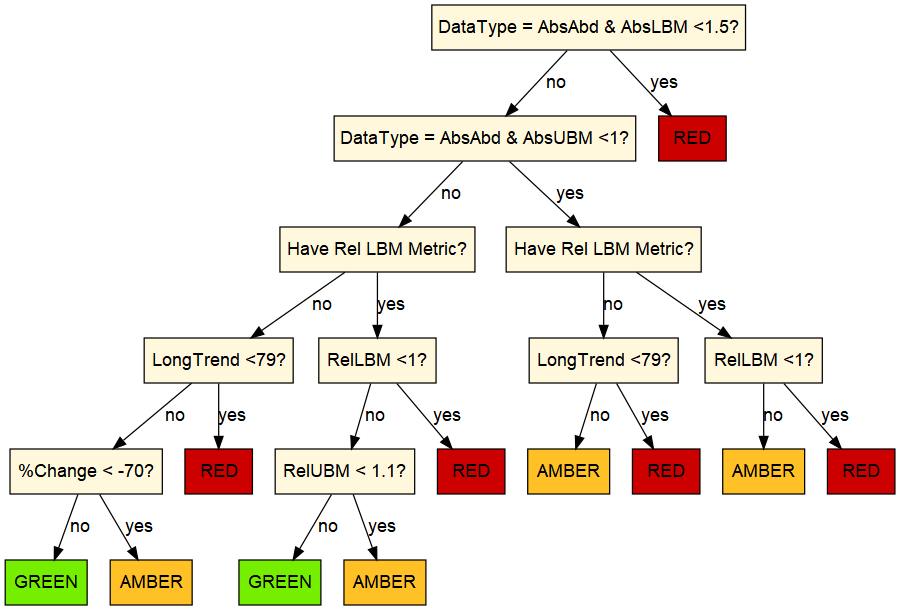 DataType = AbsAbd & AbsLBM <1.5?
no
yes
DataType = AbsAbd & AbsUBM <1?
RED
no
yes
Have Rel LBM Metric?
Have Rel LBM Metric?
no
yes
no
yes
LongTrend <79?
RelLBM <1?
LongTrend <79?
RelLBM <1?
no
yes
no
yes
no
yes
no
yes
%Change < -70?
RED
RelUBM < 1.1?
RED
AMBER
RED
AMBER
RED
no
yes
no
yes
GREEN
AMBER
GREEN
AMBER